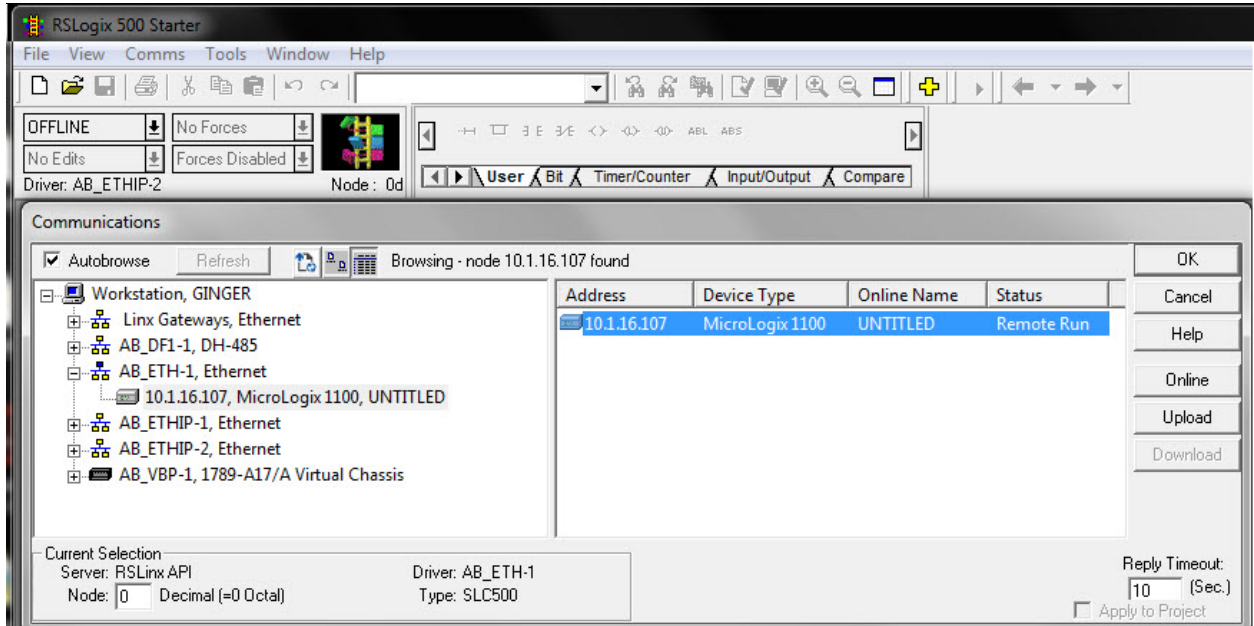 RSLogix 500 Starter
File View Comms Tools Window Help
OFFLINE No Forces
No Edits Forces Disabled
Driver: AB_ETHIP-2 Node : 0d
ABL ABS
User Bit Timer/Counter Input/Output Compare
Communications
Autobrowse Refresh Browsing - node 10.1.16.107 found
OK
Cancel
Help
Online
Upload
Download
Workstation, GINGER
Linx Gateways, Ethernet
AB_DF1-1, DH-485
AB_ETH-1, Ethernet
10.1.16.107, MicroLogix 1100, UNTITLED
AB_ETHIP-1, Ethernet
AB_ETHIP-2, Ethernet
AB_VBP-1, 1789-A17/A Virtual Chassis
Address Device Type Online Name Status
10.1.16.107 MicroLogix 1100 UNTITLED Remote Run
Current Selection
Server: RSLinx API Driver: AB_ETH-1
Node: 0 Decimal (=0 Octal) Type: SLC500
Reply Timeout:
10 (Sec.)
Apply to Project